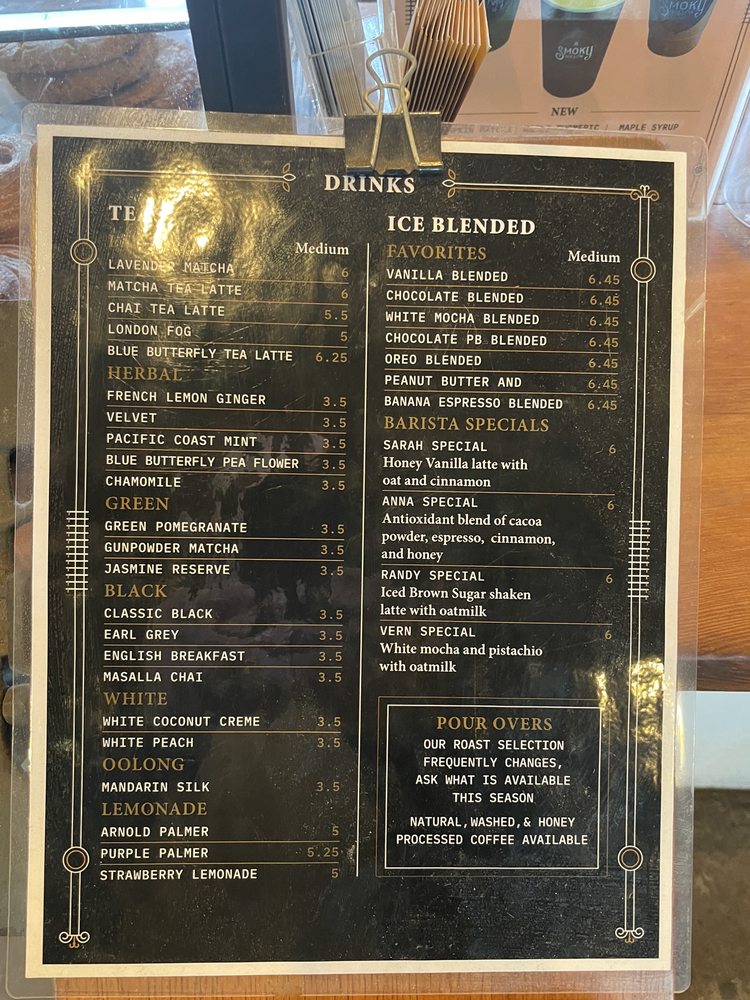 SMOKY
SMOKY
NEW
MAPLE SYRUP
DRINKS
TE
Medium
LAVENDER MATCHA 6
MATCHA TEA LATTE 6
CHAI TEA LATTE 5.5
LONDON FOG 5
BLUE BUTTERFLY TEA LATTE 6.25
HERBAL
FRENCH LEMON GINGER 3.5
VELVET 3.5
PACIFIC COAST MINT 3.5
BLUE BUTTERFLY PEA FLOWER 3.5
CHAMOMILE 3.5
GREEN
GREEN POMEGRANATE 3.5
GUNPOWDER MATCHA 3.5
JASMINE RESERVE 3.5
BLACK
CLASSIC BLACK 3.5
EARL GREY 3.5
ENGLISH BREAKFAST 3.5
MASALLA CHAI 3.5
WHITE
WHITE COCONUT CREME 3.5
WHITE PEACH 3.5
OOLONG
MANDARIN SILK 3.5
LEMONADE
ARNOLD PALMER 5
PURPLE PALMER 5.25
STRAWBERRY LEMONADE 5
ICE BLENDED
FAVORITES Medium
VANILLA BLENDED 6.45
CHOCOLATE BLENDED 6.45
WHITE MOCHA BLENDED 6.45
CHOCOLATE PB BLENDED 6.45
OREO BLENDED 6.45
PEANUT BUTTER AND 6.45
BANANA ESPRESSO BLENDED 6.45
BARISTA SPECIALS
SARAH SPECIAL 6
Honey Vanilla latte with
oat and cinnamon
ANNA SPECIAL 6
Antioxidant blend of cacoa
powder, espresso, cinnamon,
and honey
RANDY SPECIAL 6
Iced Brown Sugar shaken
latte with oatmilk
VERN SPECIAL 6
White mocha and pistachio
with oatmilk
POUR OVERS
OUR ROAST SELECTION
FREQUENTLY CHANGES,
ASK WHAT IS AVAILABLE
THIS SEASON
NATURAL,WASHED,& HONEY
PROCESSED COFFEE AVAILABLE